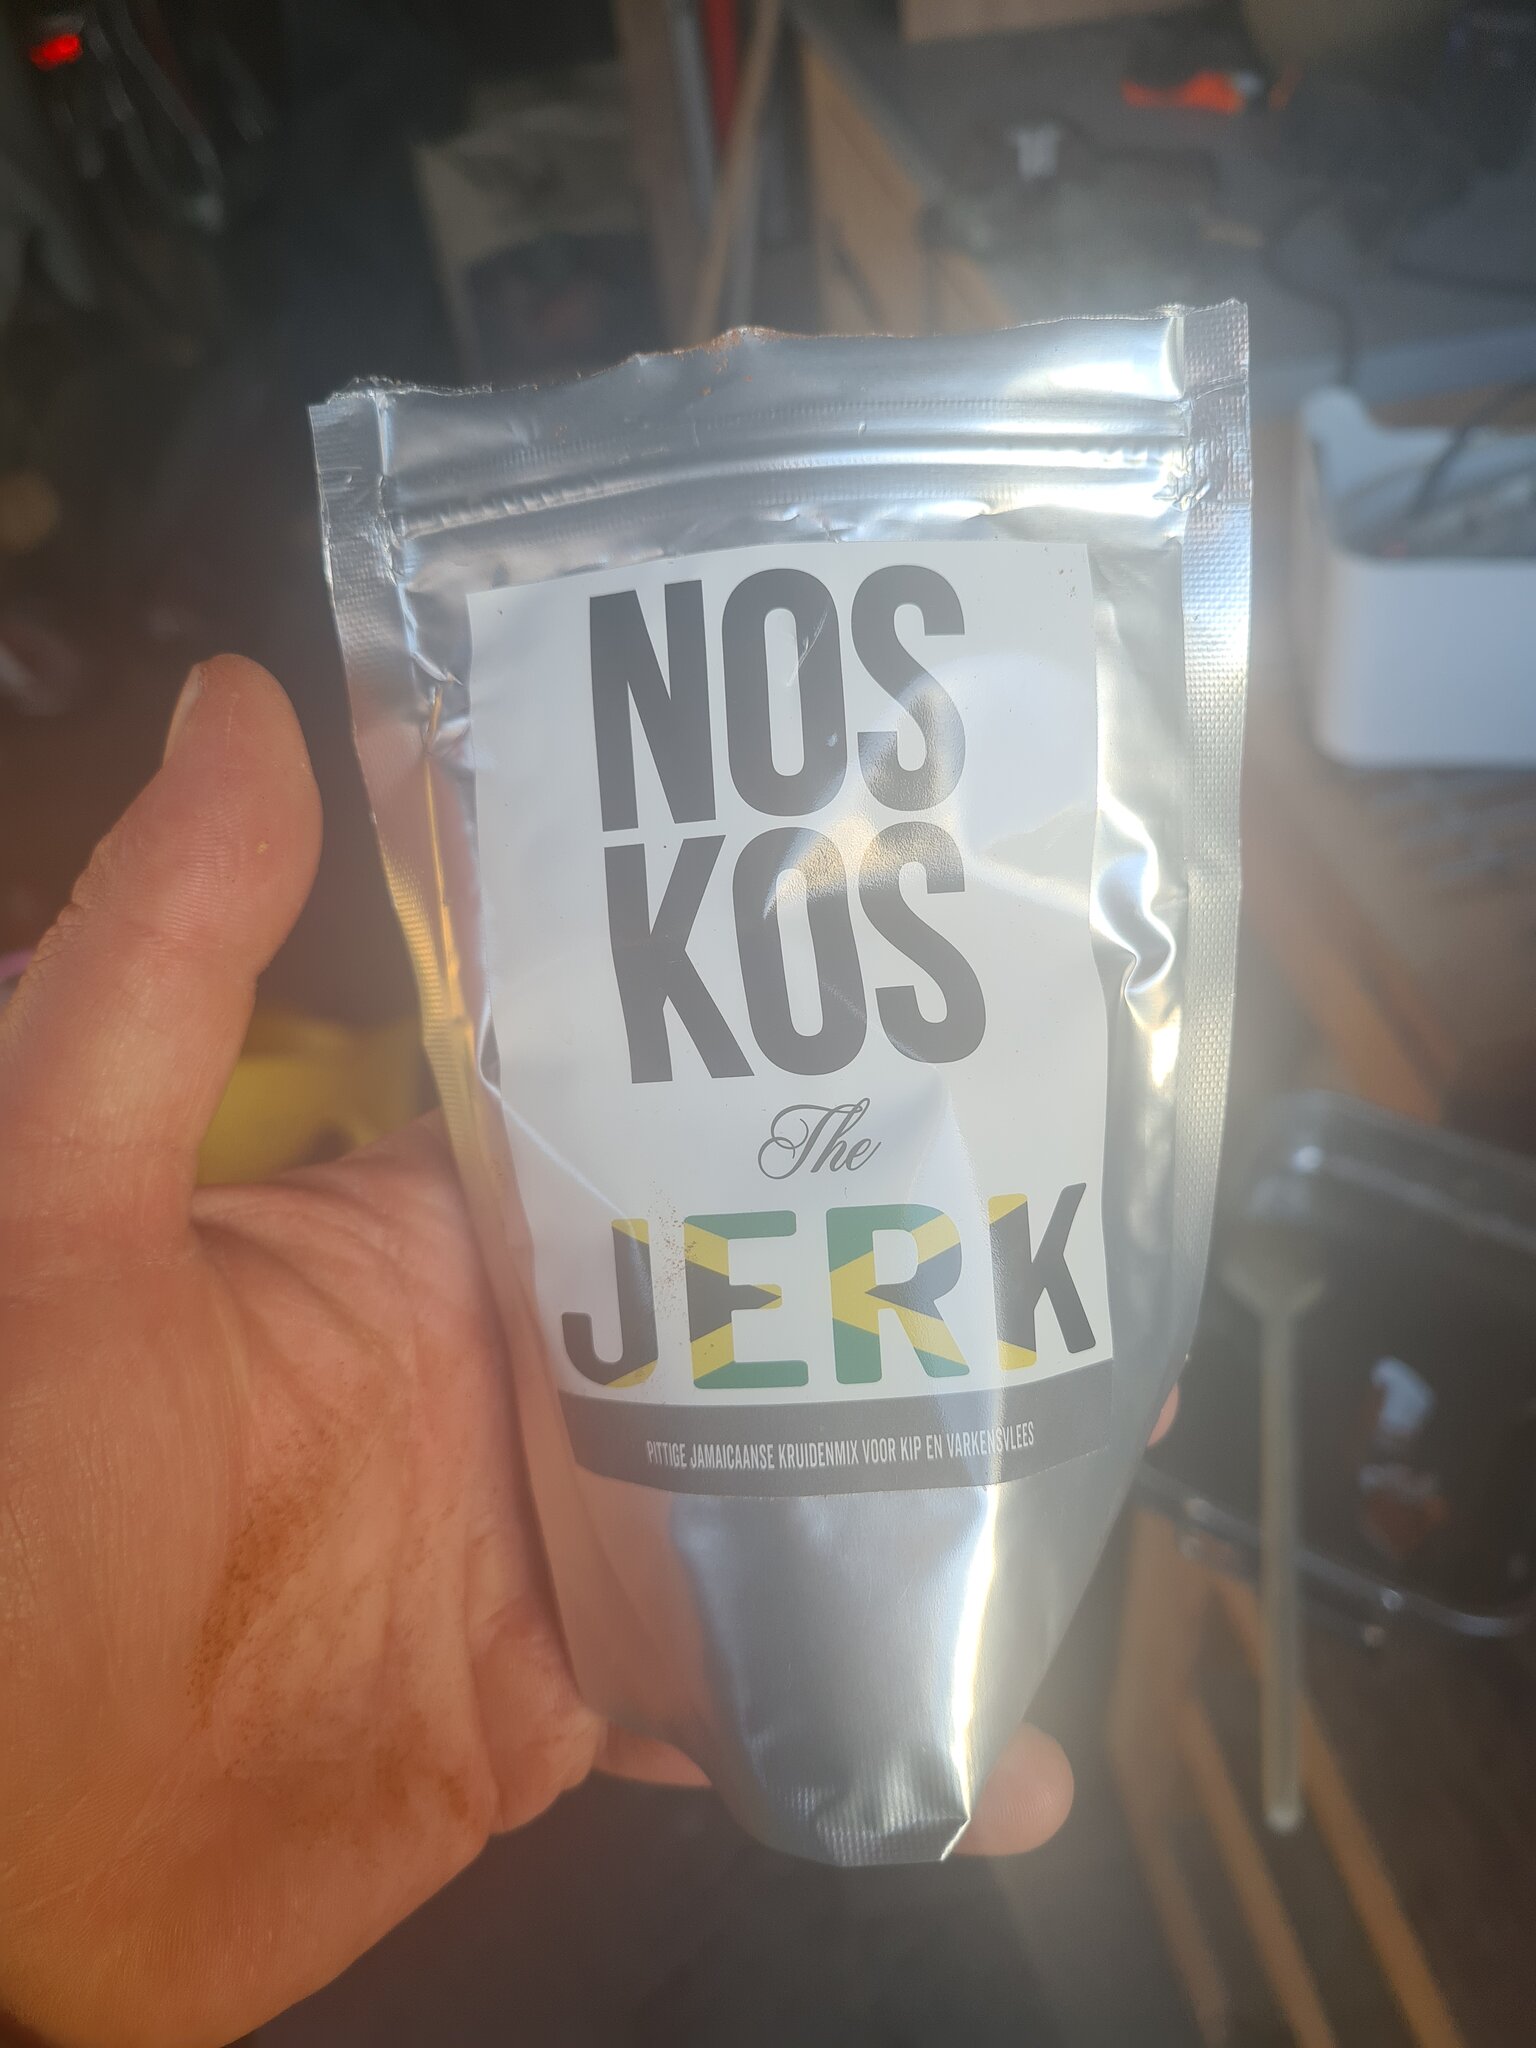 NOS
KOS
The
JERK
PITTIGE JAMAICAANSE KRUIDENMIX VOOR KIP EN VARKENSVLEES